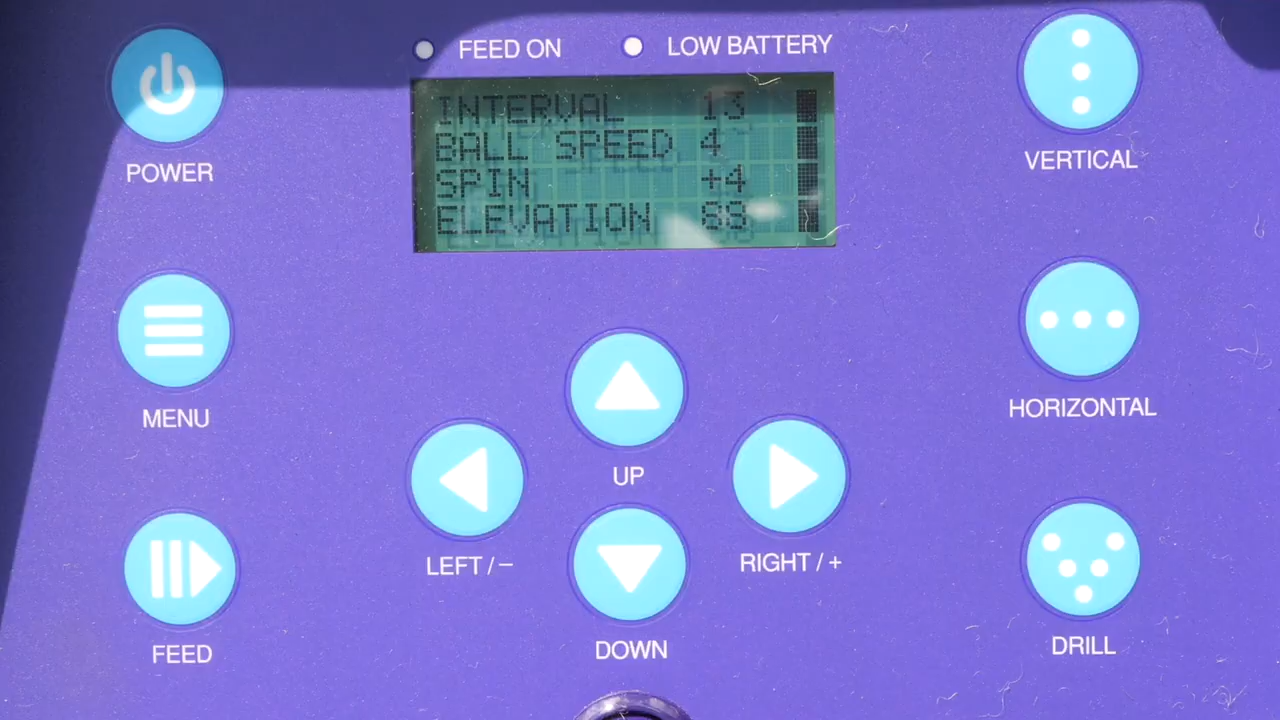 FEED ON LOW BATTERY
POWER
INTERVAL 13
BALL SPEED 4
SPIN +4
ELEVATION 68
VERTICAL
MENU
HORIZONTAL
UP
LEFT / −
RIGHT / +
FEED
DOWN
DRILL